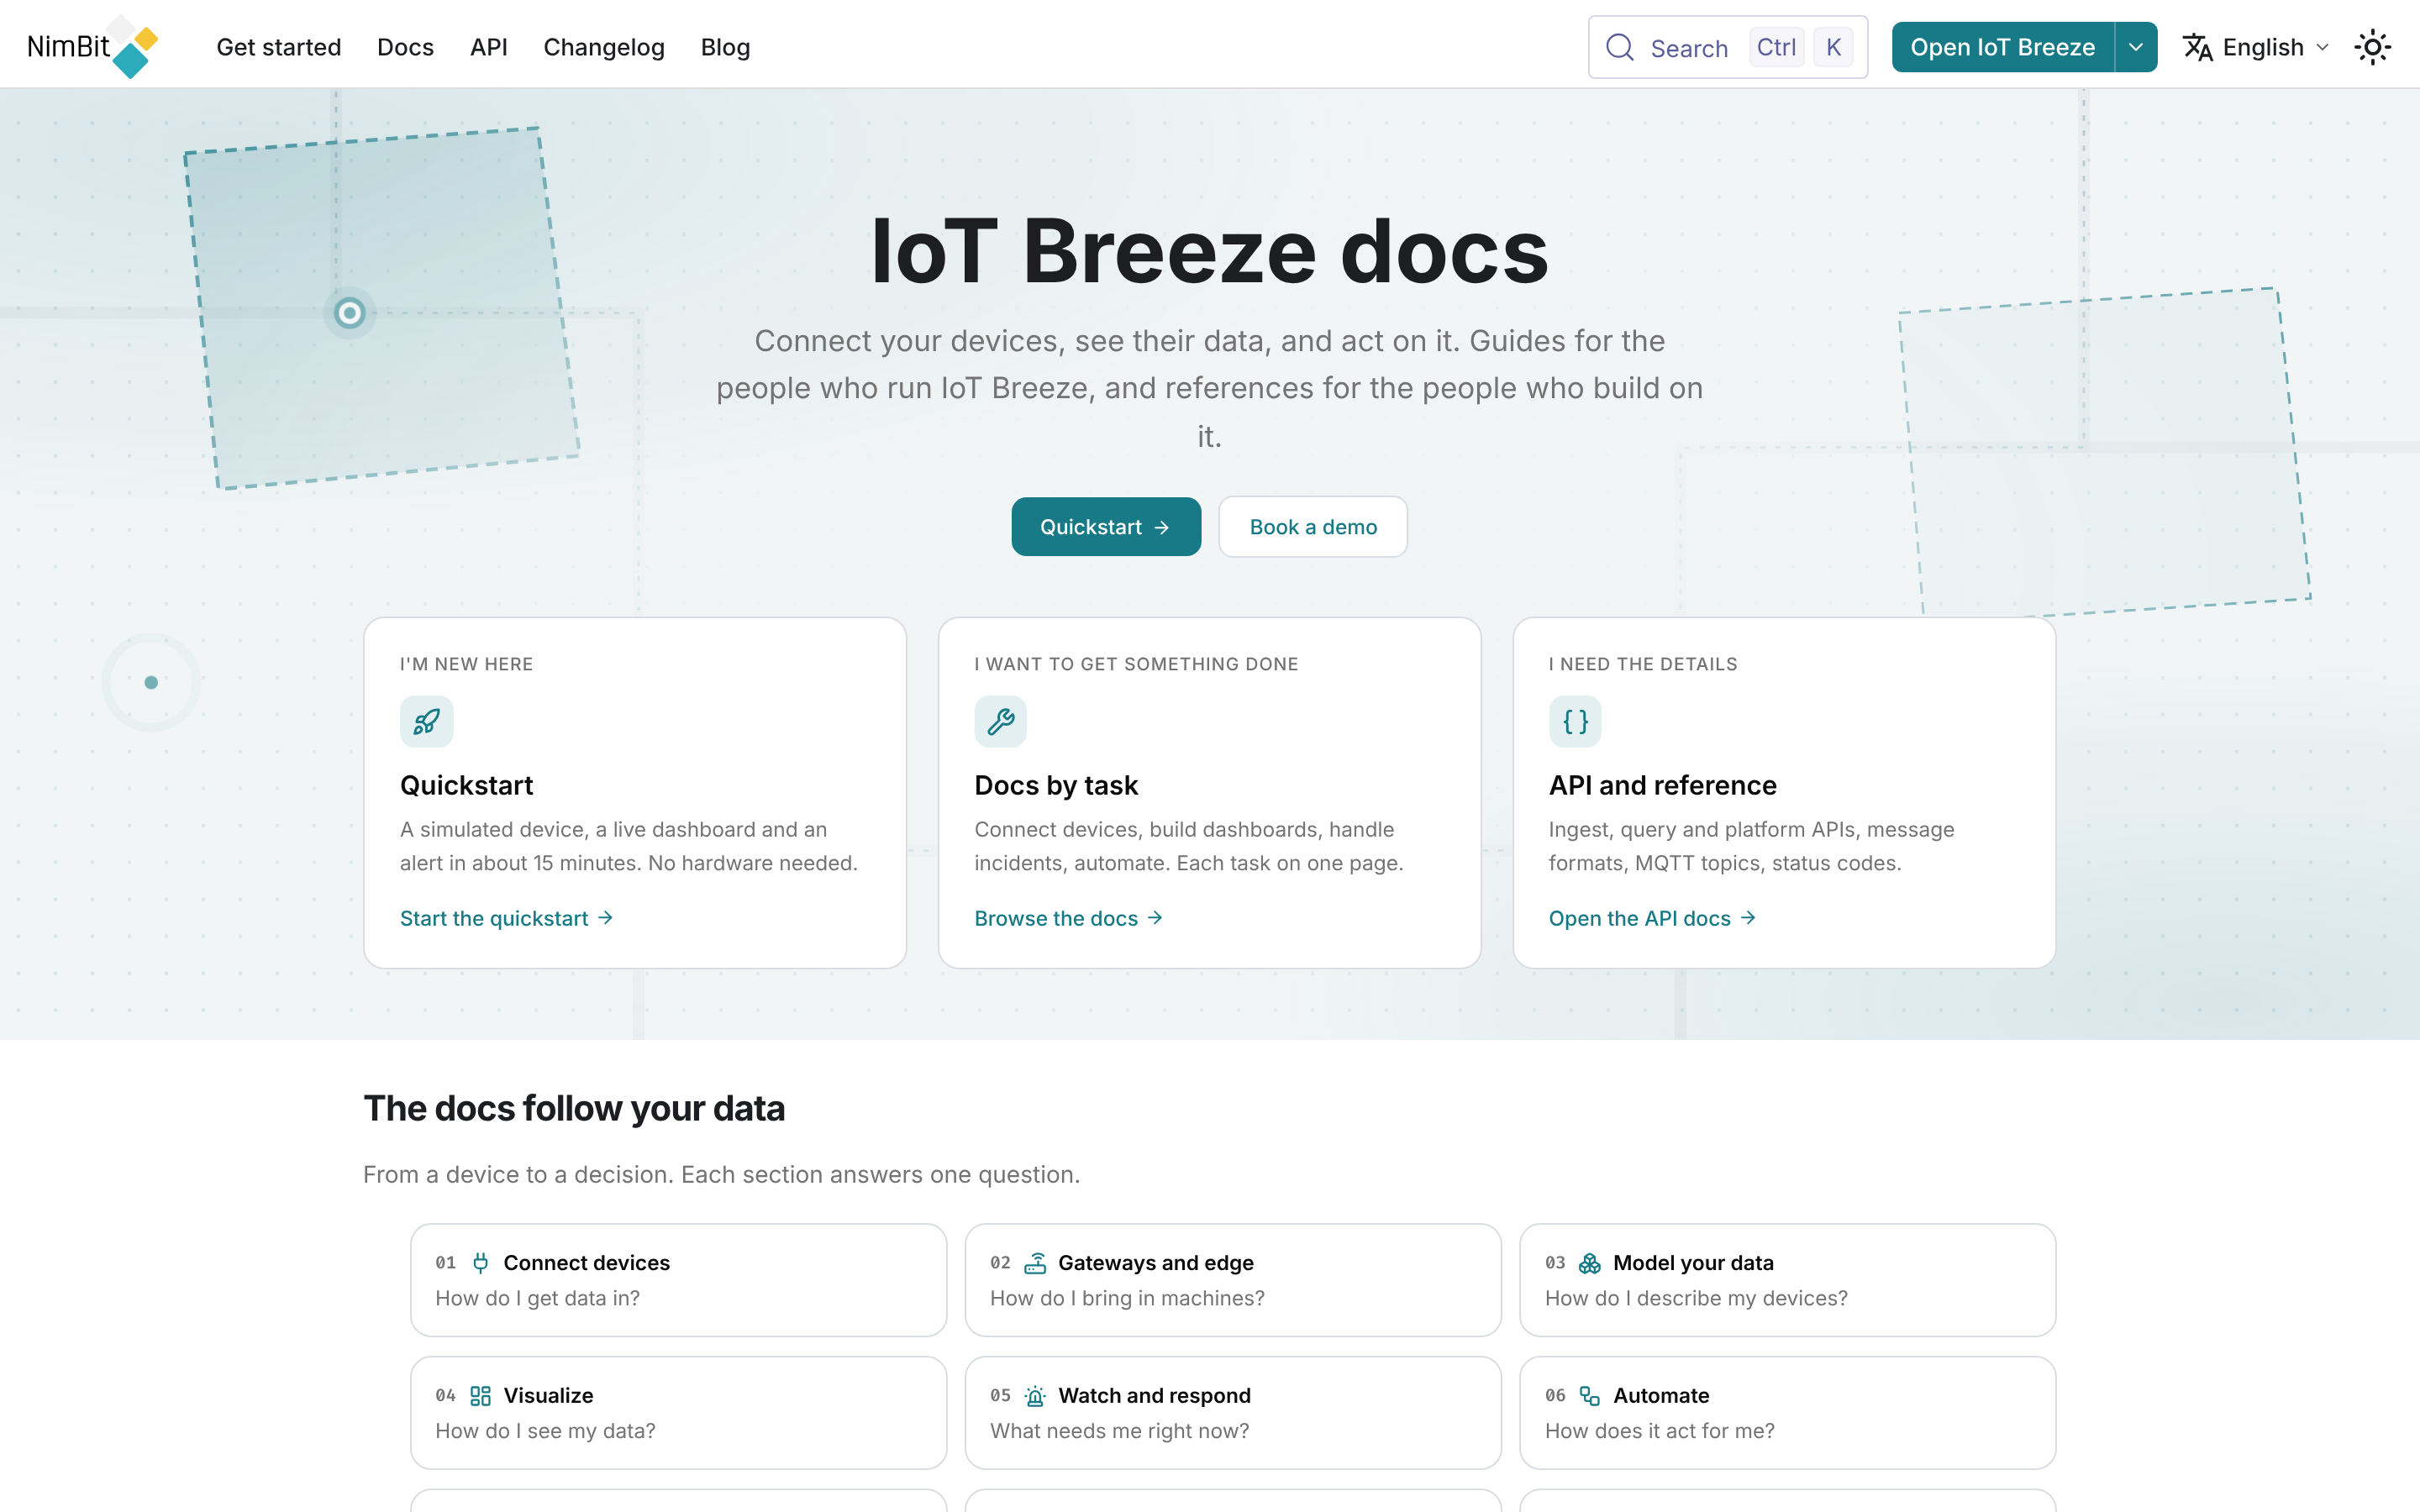 NimBit
Get started
Docs
API
Changelog
Blog
Search
Ctrl
K
Open IoT Breeze
English
IoT Breeze docs
Connect your devices, see their data, and act on it. Guides for the
people who run IoT Breeze, and references for the people who build on
it.
Quickstart →
Book a demo
I'M NEW HERE
Quickstart
A simulated device, a live dashboard and an
alert in about 15 minutes. No hardware needed.
Start the quickstart →
I WANT TO GET SOMETHING DONE
Docs by task
Connect devices, build dashboards, handle
incidents, automate. Each task on one page.
Browse the docs →
I NEED THE DETAILS
{ }
API and reference
Ingest, query and platform APIs, message
formats, MQTT topics, status codes.
Open the API docs →
The docs follow your data
From a device to a decision. Each section answers one question.
01 Connect devices
How do I get data in?
02 Gateways and edge
How do I bring in machines?
03 Model your data
How do I describe my devices?
04 Visualize
How do I see my data?
05 Watch and respond
What needs me right now?
06 Automate
How does it act for me?